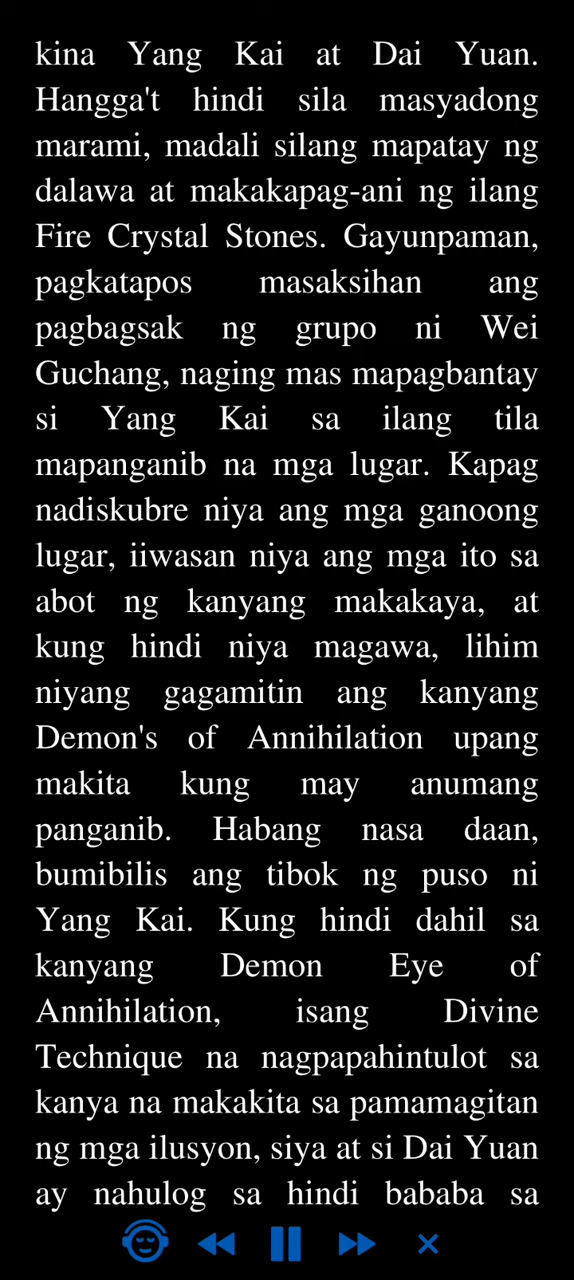 kina Yang Kai at Dai Yuan.
Hangga't hindi sila masyadong
marami, madali silang mapatay ng
dalawa at makakapag-ani ng ilang
Fire Crystal Stones. Gayunpaman,
pagkatapos masaksihan ang
pagbagsak ng grupo ni Wei
Guchang, naging mas mapagbantay
si Yang Kai sa ilang tila
mapanganib na mga lugar. Kapag
nadiskubre niya ang mga ganoong
lugar, iiwasan niya ang mga ito sa
abot ng kanyang makakaya, at
kung hindi niya magawa, lihim
niyang gagamitin ang kanyang
Demon's of Annihilation upang
makita kung may anumang
panganib. Habang nasa daan,
bumibilis ang tibok ng puso ni
Yang Kai. Kung hindi dahil sa
kanyang Demon Eye of
Annihilation, isang Divine
Technique na nagpapahintulot sa
kanya na makakita sa pamamagitan
ng mga ilusyon, siya at si Dai Yuan
ay nahulog sa hindi bababa sa